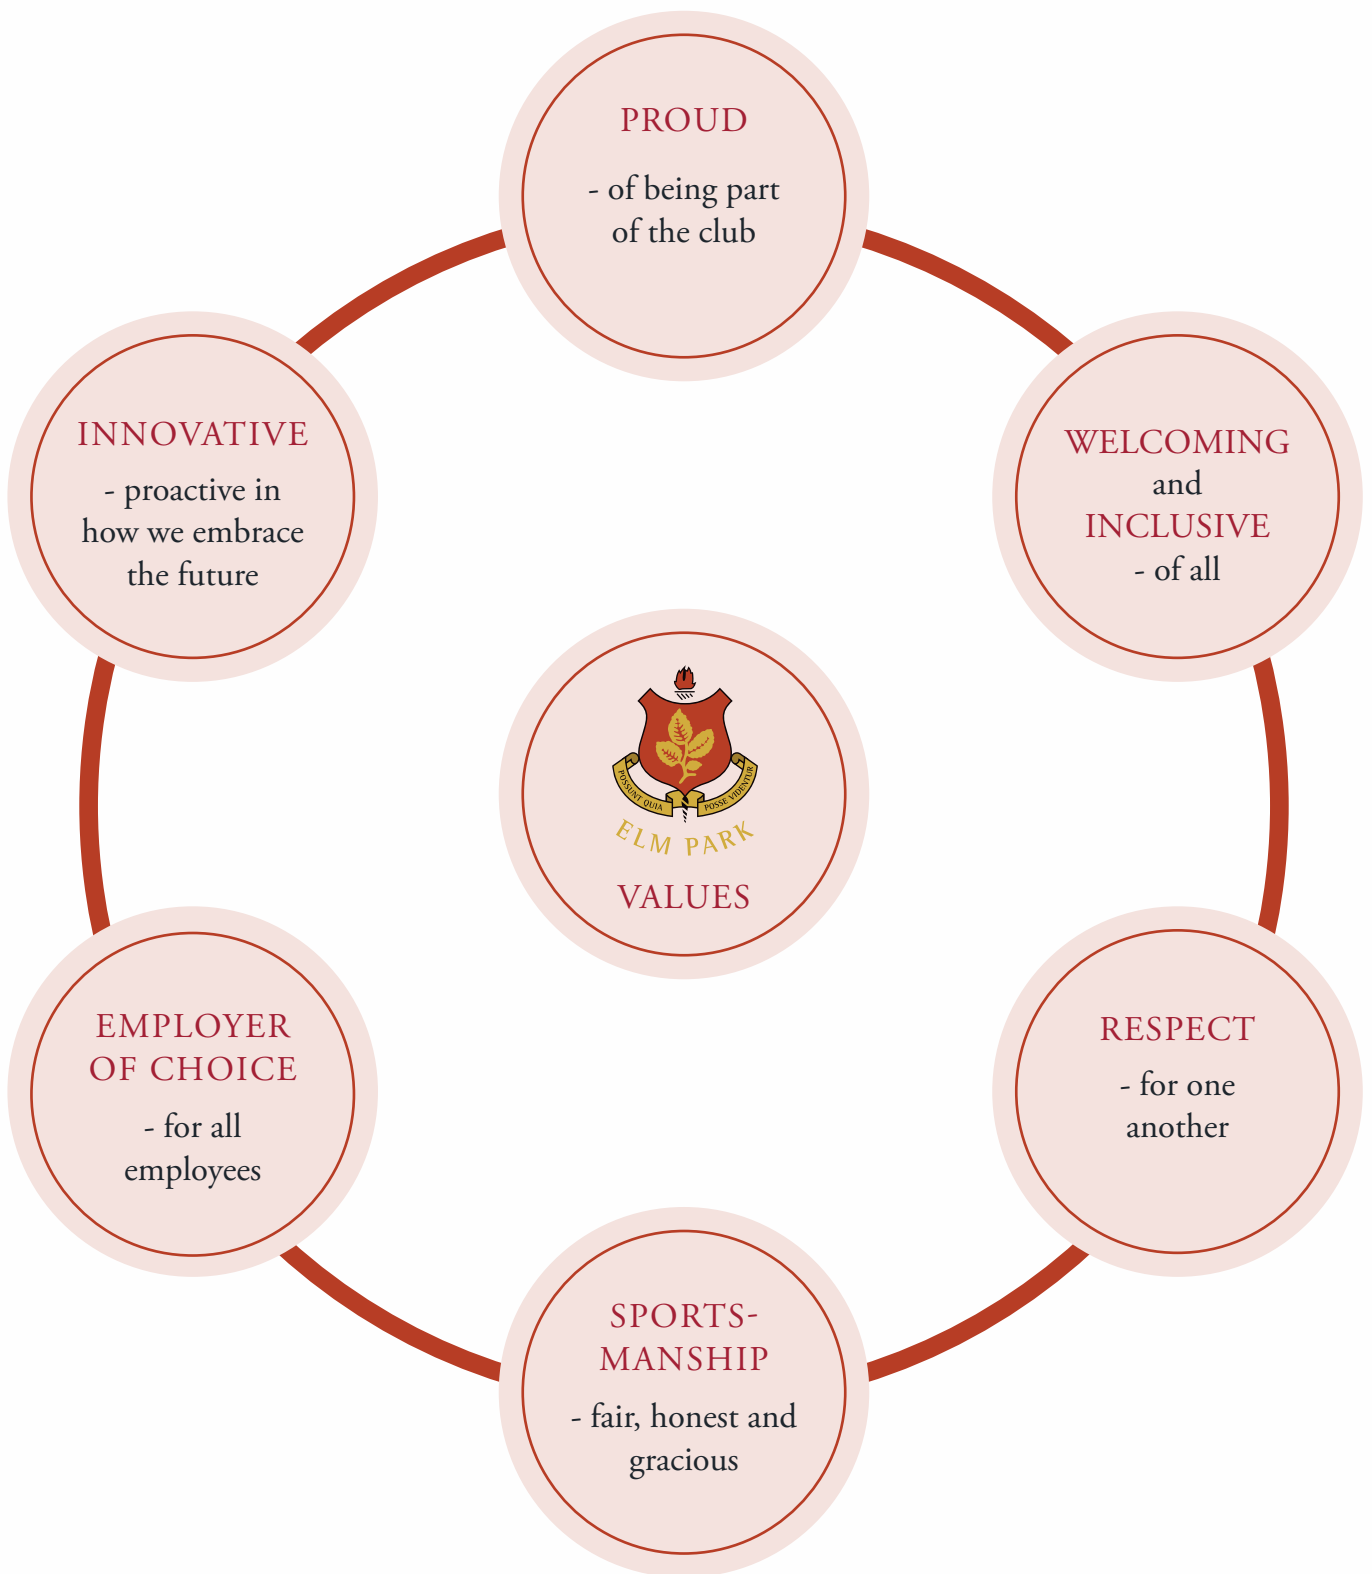 PROUD
- of being part
of the club
WELCOMING
and
INCLUSIVE
- of all
RESPECT
- for one
another
SPORTS-
MANSHIP
- fair, honest and
gracious
EMPLOYER
OF CHOICE
- for all
employees
INNOVATIVE
- proactive in
how we embrace
the future
POSSUNT QUIA POSSE VIDENTUR
ELM PARK
VALUES